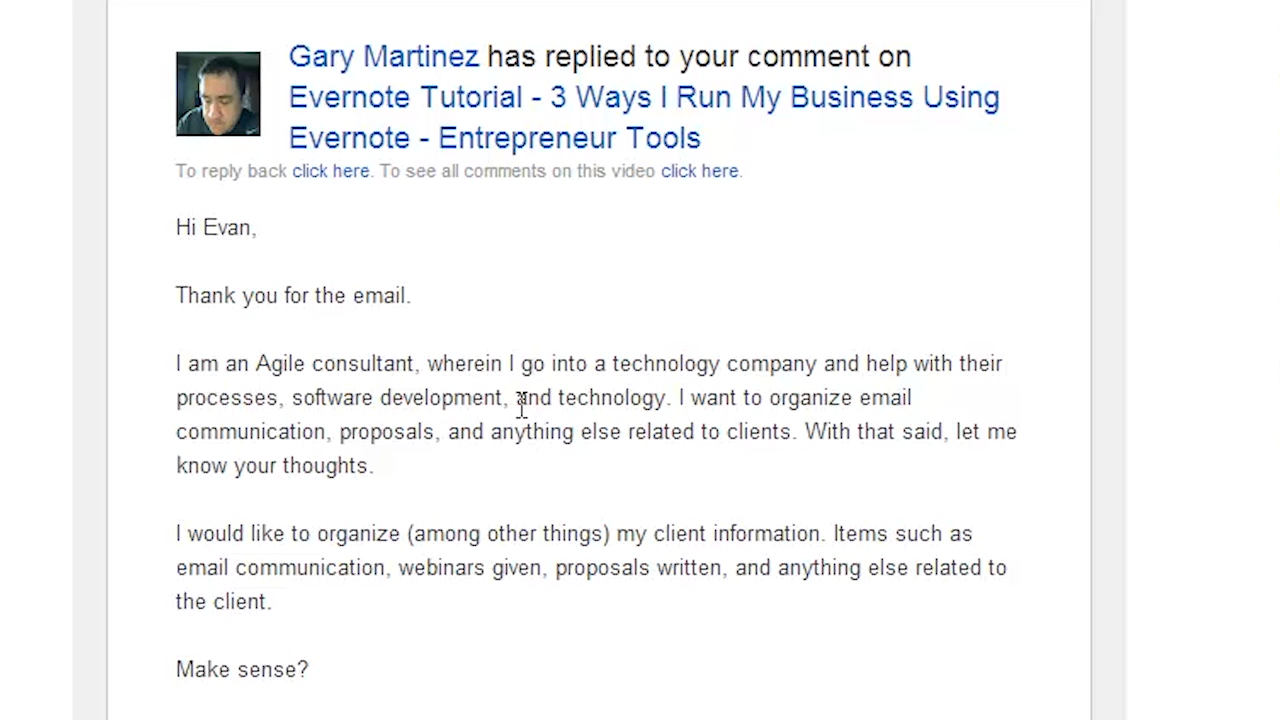 Gary Martinez has replied to your comment on
Evernote Tutorial - 3 Ways I Run My Business Using
Evernote - Entrepreneur Tools
To reply back click here. To see all comments on this video click here.
Hi Evan,
Thank you for the email.
I am an Agile consultant, wherein I go into a technology company and help with their
processes, software development, and technology. I want to organize email
communication, proposals, and anything else related to clients. With that said, let me
know your thoughts.
I would like to organize (among other things) my client information. Items such as
email communication, webinars given, proposals written, and anything else related to
the client.
Make sense?